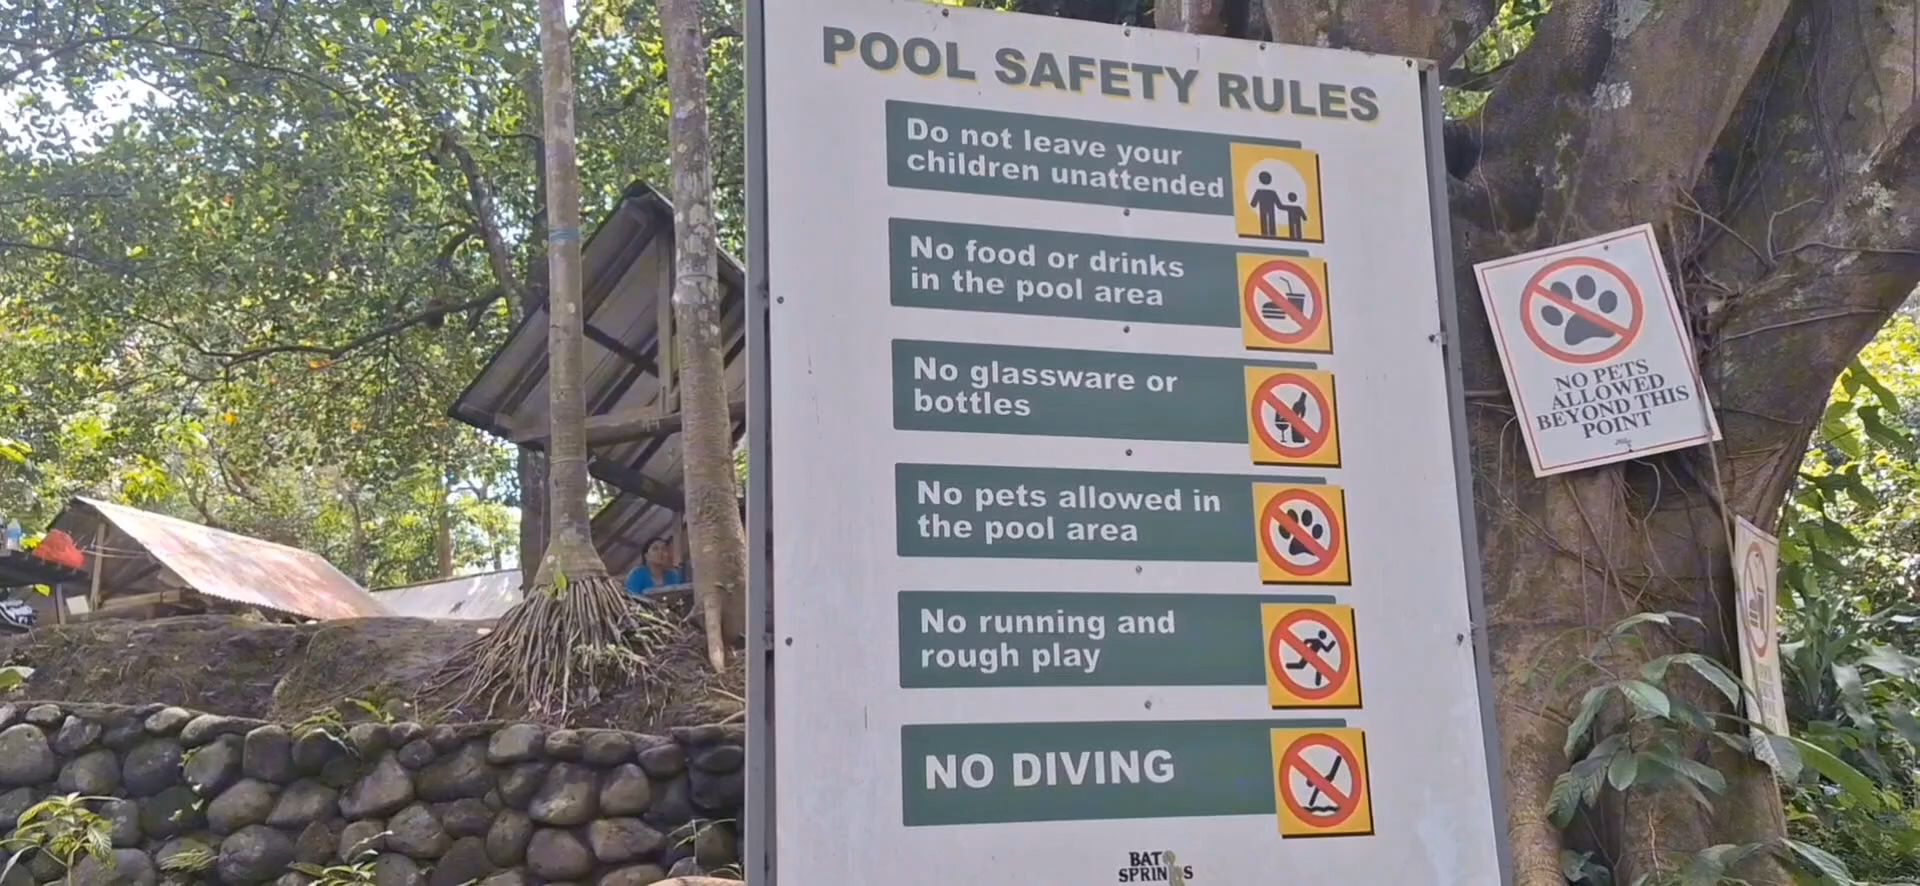 POOL SAFETY RULES
Do not leave your
children unattended
No food or drinks
in the pool area
No glassware or
bottles
No pets allowed in
the pool area
No running and
rough play
NO DIVING
BATO
SPRINGS
NO PETS
ALLOWED
BEYOND THIS
POINT